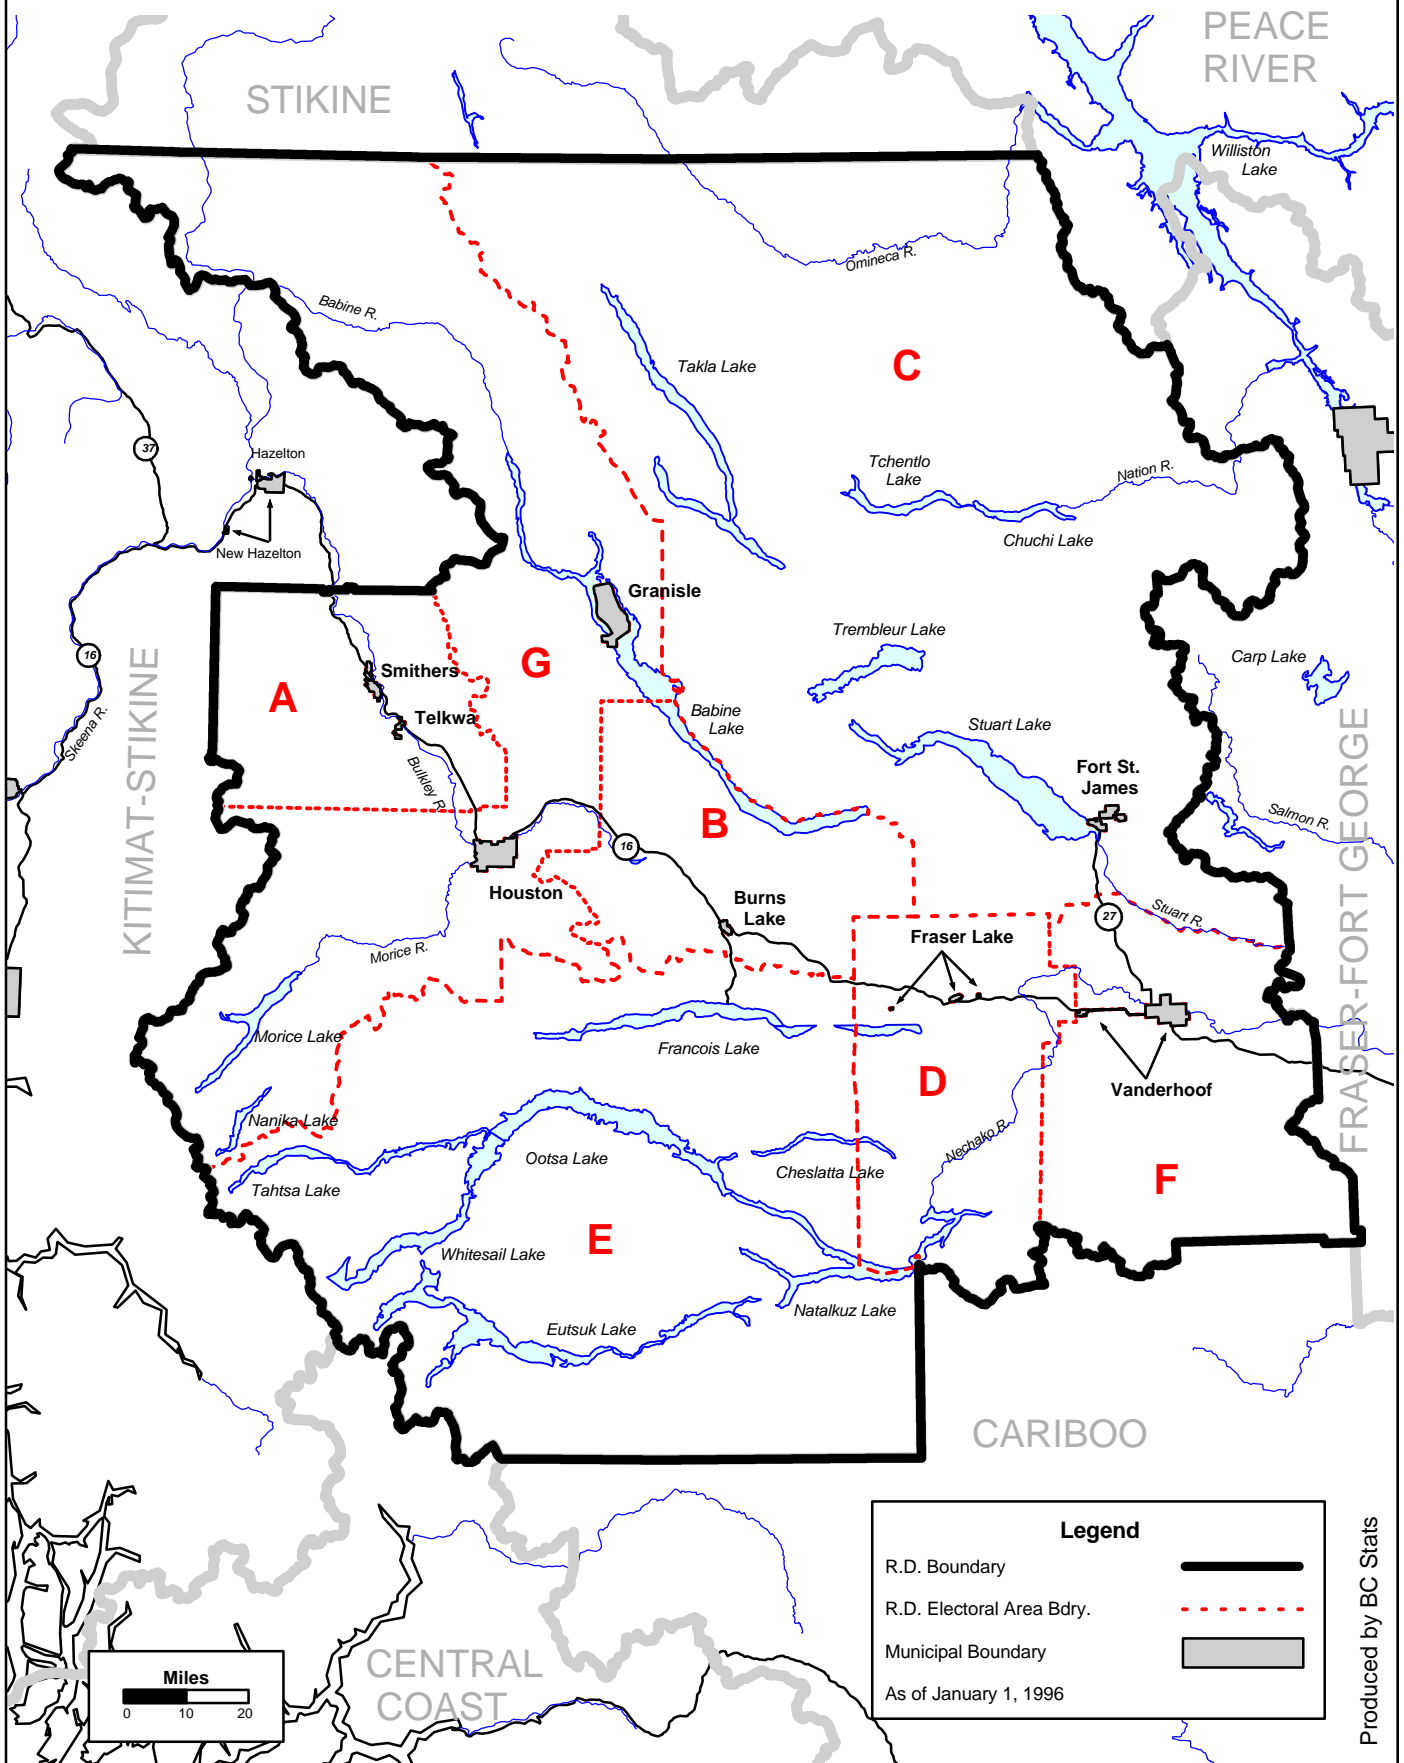 PEACE
RIVER
STIKINE
Williston
Lake
Omineca R.
Babine R.
Takla Lake
C
37
Hazelton
Tchentlo
Lake
Nation R.
New Hazelton
Chuchi Lake
Granisle
Trembleur Lake
16
Smithers
G
Carp Lake
A
Telkwa
Babine
Lake
Stuart Lake
Skeena R.
KITIMAT-STIKINE
Bulkley R.
Fort St.
James
B
Salmon R.
16
Houston
Burns
Lake
27
Stuart R.
Fraser Lake
Morice R.
FRASER-FORT GEORGE
Morice Lake
Francois Lake
D
Vanderhoof
Nanika Lake
Nechako R.
Ootsa Lake
Cheslatta Lake
Tahtsa Lake
F
E
Whitesail Lake
Natalkuz Lake
Eutsuk Lake
CARIBOO
Legend
R.D. Boundary
R.D. Electoral Area Bdry.
Municipal Boundary
As of January 1, 1996
Produced by BC Stats
CENTRAL
COAST
Miles
0 10 20